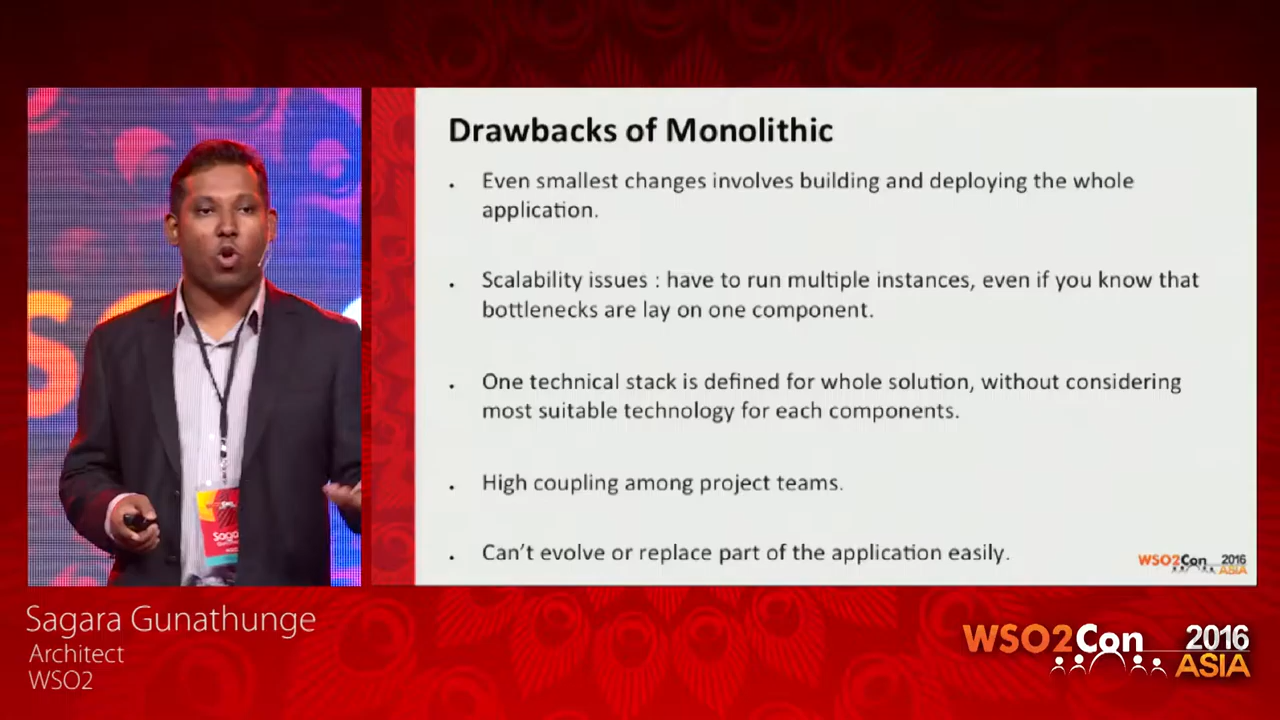 Drawbacks of Monolithic
. Even smallest changes involves building and deploying the whole
application.
. Scalability issues : have to run multiple instances, even if you know that
bottlenecks are lay on one component.
. One technical stack is defined for whole solution, without considering
most suitable technology for each components.
. High coupling among project teams.
. Can't evolve or replace part of the application easily.
WSO2Con 2016
ASIA
Sagara Gunathunge
Architect
WSO2
WSO2Con 2016
ASIA